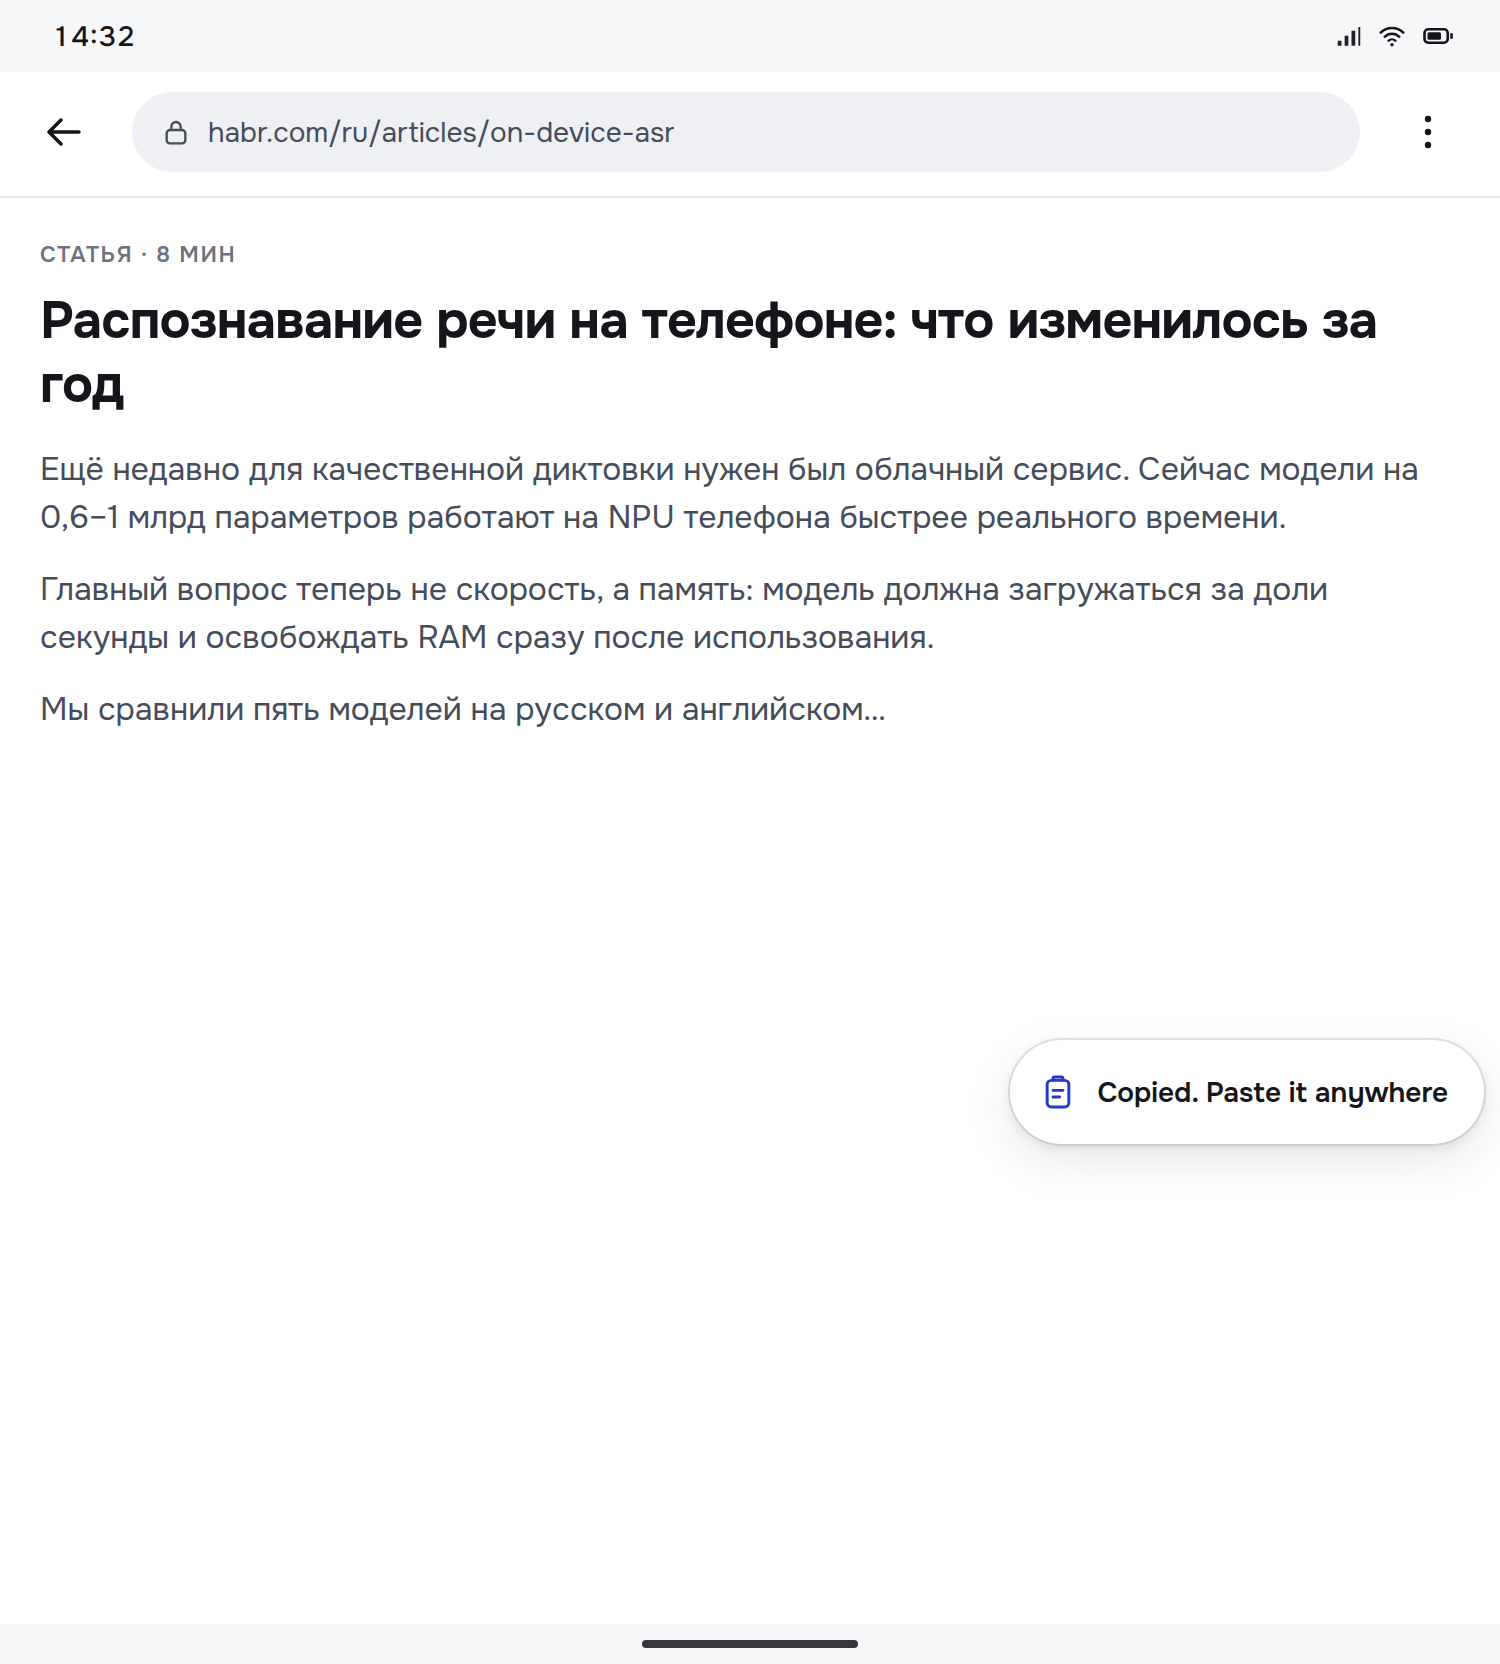 14:32
habr.com/ru/articles/on-device-asr
СТАТЬЯ · 8 МИН
Распознавание речи на телефоне: что изменилось за
год
Ещё недавно для качественной диктовки нужен был облачный сервис. Сейчас модели на
0,6–1 млрд параметров работают на NPU телефона быстрее реального времени.
Главный вопрос теперь не скорость, а память: модель должна загружаться за доли
секунды и освобождать RAM сразу после использования.
Мы сравнили пять моделей на русском и английском...
Copied. Paste it anywhere